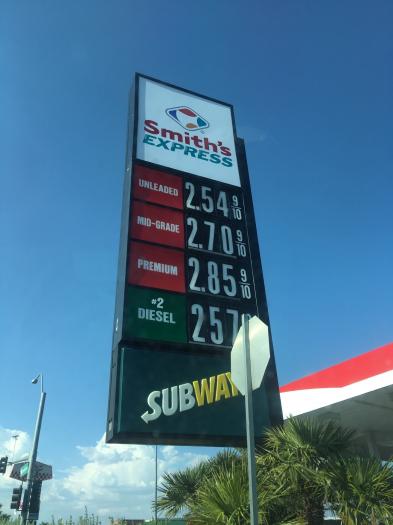 Smith's
EXPRESS
UNLEADED 2.54 9/10
MID-GRADE 2.70 9/10
PREMIUM 2.85 9/10
#2
DIESEL 2.57
SUBWAY